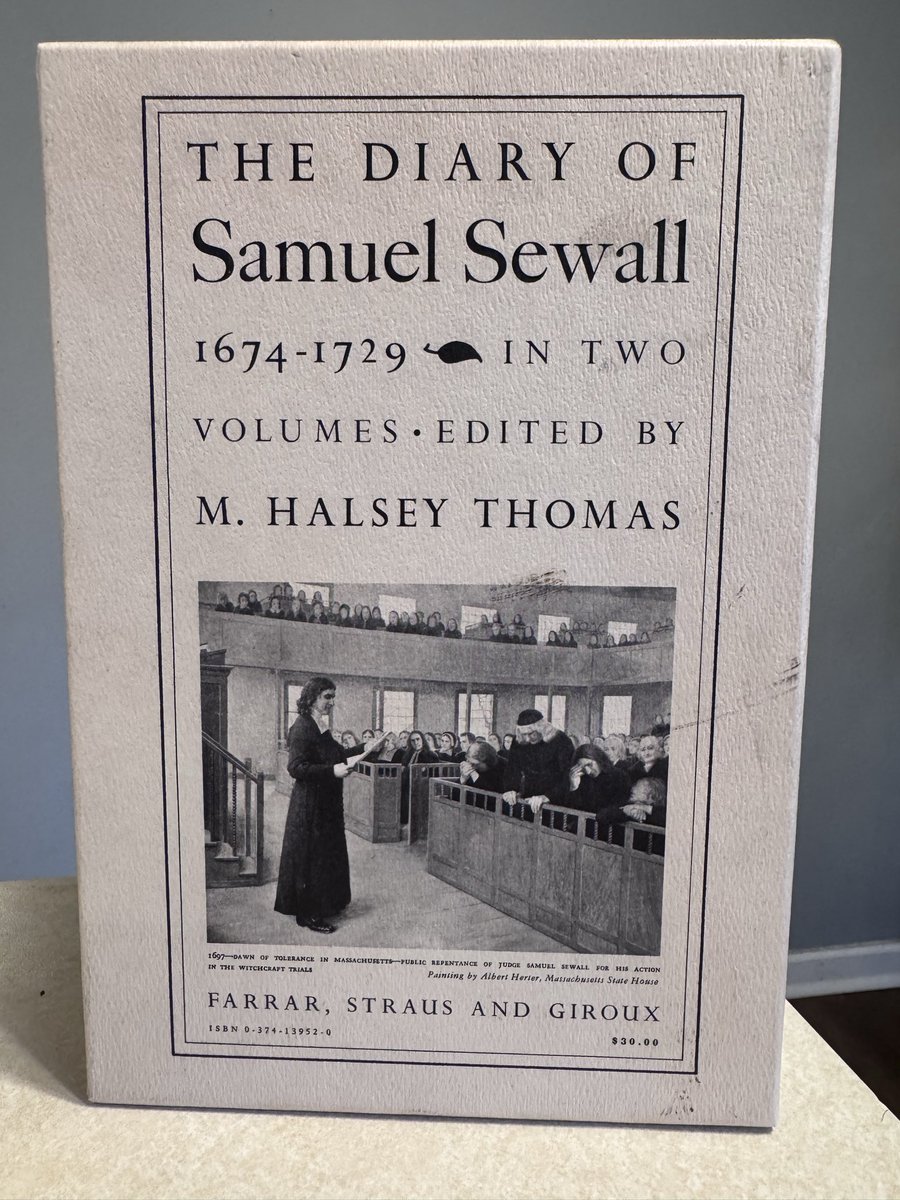 THE DIARY OF
Samuel Sewall
1674-1729 IN TWO
VOLUMES · EDITED BY
M. HALSEY THOMAS
1697—DAWN OF TOLERANCE IN MASSACHUSETTS—PUBLIC REPENTANCE OF JUDGE SAMUEL SEWALL FOR HIS ACTION
IN THE WITCHCRAFT TRIALS
Painting by Albert Herter, Massachusetts State House
FARRAR, STRAUS AND GIROUX
ISBN 0-374-13952-0
$30.00